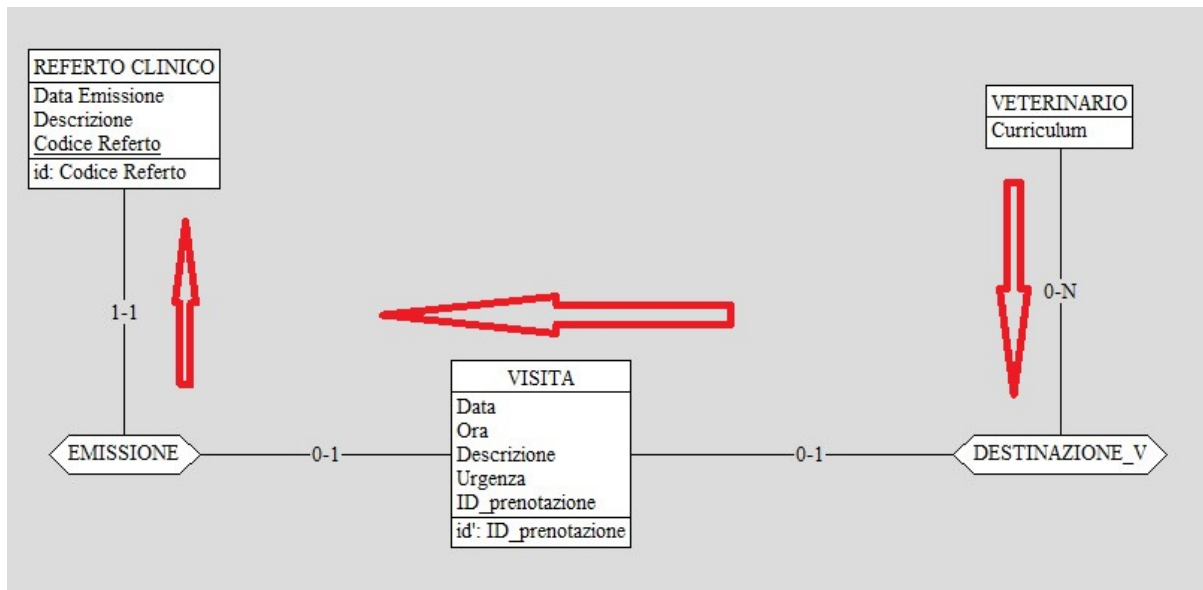 REFERTO CLINICO
Data Emissione
Descrizione
Codice Referto
id: Codice Referto
VETERINARIO
Curriculum
1-1
0-N
VISITA
Data
Ora
Descrizione
Urgenza
ID_prenotazione
id': ID_prenotazione
EMISSIONE
0-1
0-1
DESTINAZIONE_V